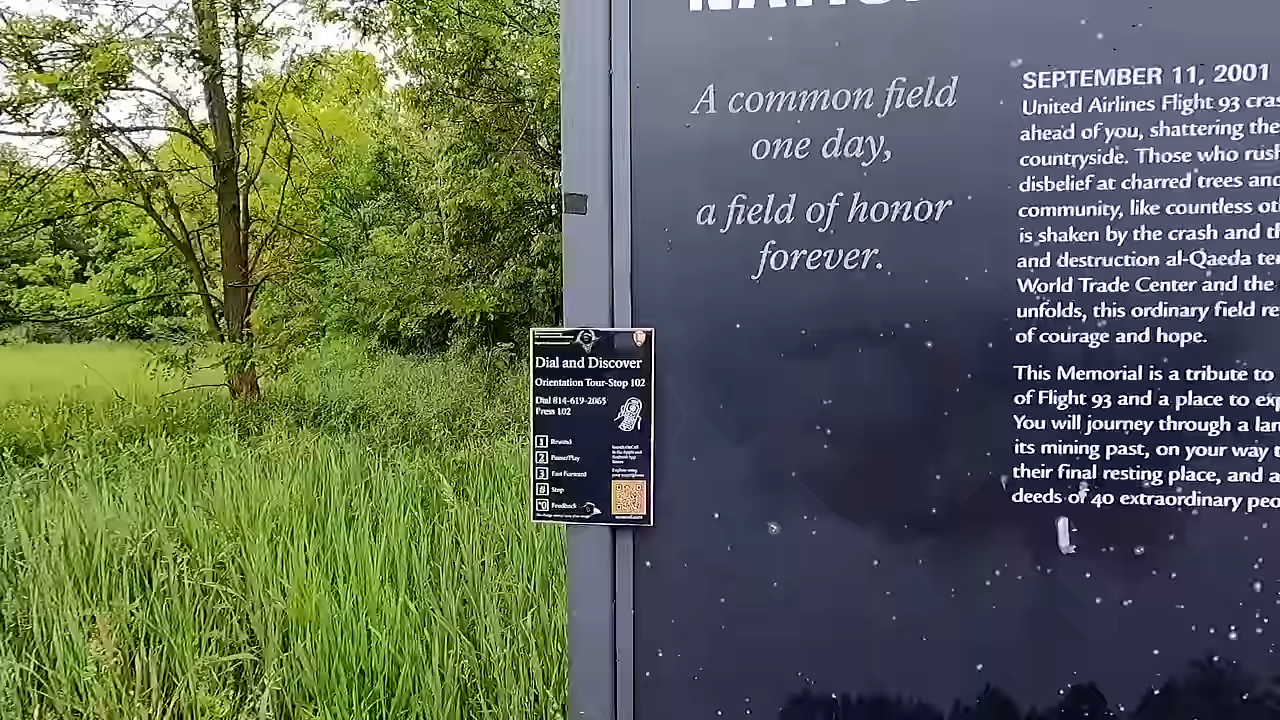 A common field
one day,
a field of honor
forever.
SEPTEMBER 11, 2001
United Airlines Flight 93
ahead of you, shattering the
countryside. Those who
disbelief at charred trees
community, like countless
is shaken by the crash and
and destruction al-Qaeda
World Trade Center and the
unfolds, this ordinary field
of courage and hope.
This Memorial is a tribute to
of Flight 93 and a place to
You will journey through a
its mining past, on your way
their final resting place, and
deeds of 40 extraordinary
Dial and Discover
Orientation Tour-Stop 102
Dial 814-619-2065
Press 102
1 Rewind
2 Pause/Play
3 Fast Forward
# Stop
*0 Feedback